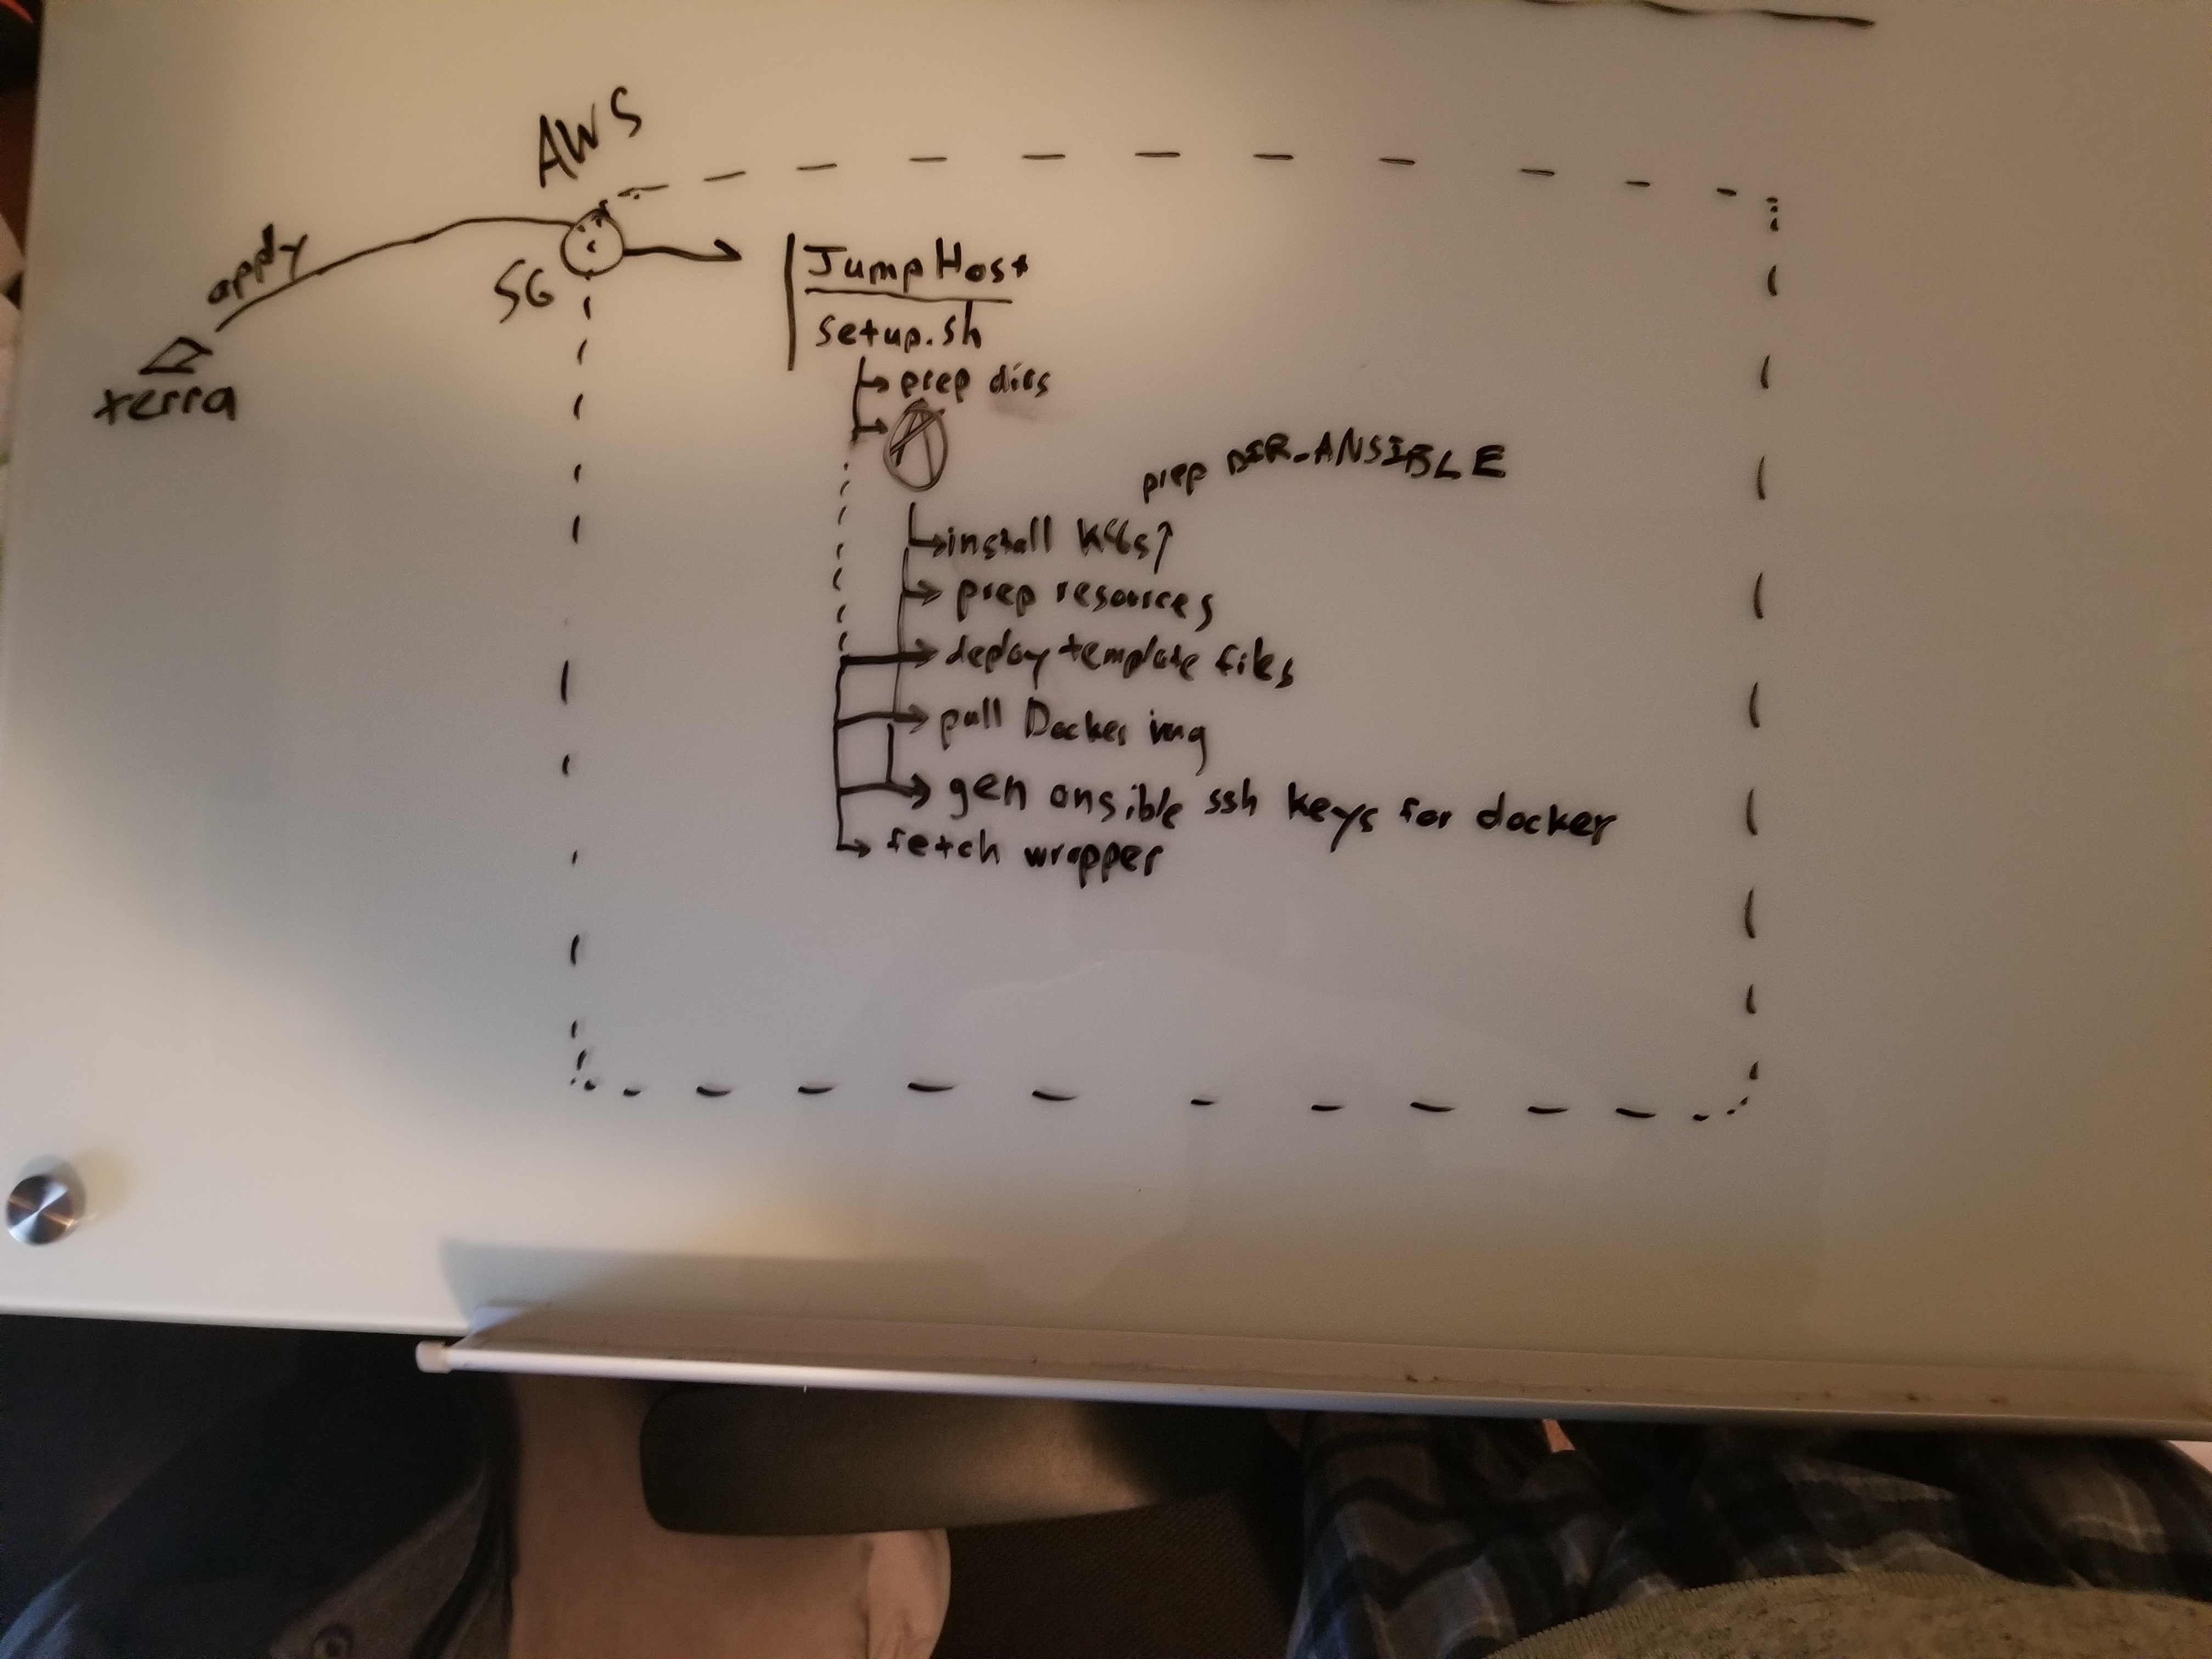 AWS
apply
SG
terra
JumpHost
setup.sh
prep dirs
A
prep DIR_ANSIBLE
install K8s
prep resources
deploy template files
pull Docker img
gen ansible ssh keys for docker
fetch wrapper